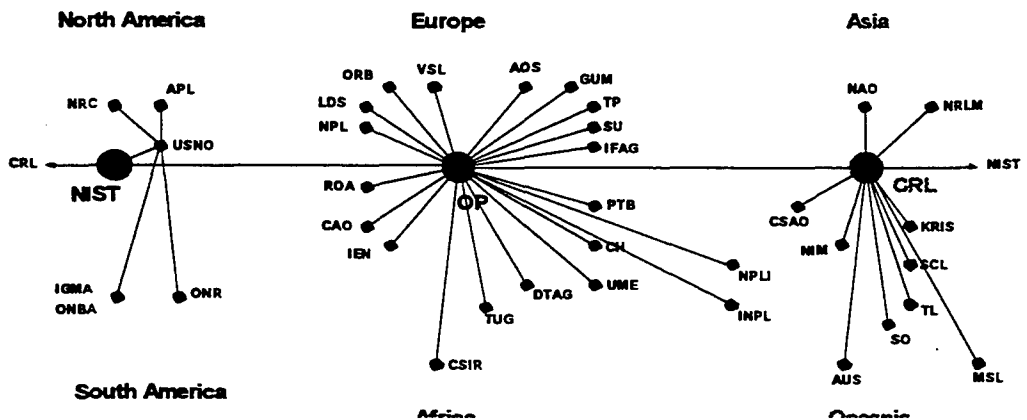 North America
Europe
Asia
ORB
VSL
AOS
GUM
NRC
APL
LDS
TP
NAO
NRLM
NPL
SU
USNO
IFAG
CRL
NIST
NIST
OP
CRL
ROA
PTB
CSAO
CAO
CH
KRIS
IEN
NIM
NPLI
SCL
IGMA
ONBA
ONR
DTAG
UME
INPL
TL
TUG
SO
CSIR
AUS
MSL
South America
Africa
Oceania